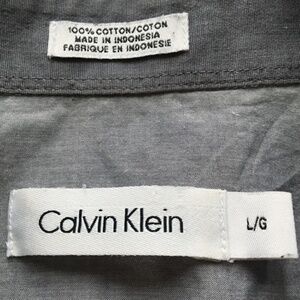 100% COTTON/COTON
MADE IN INDONESIA
FABRIQUE EN INDONESIE
Calvin Klein
L/G